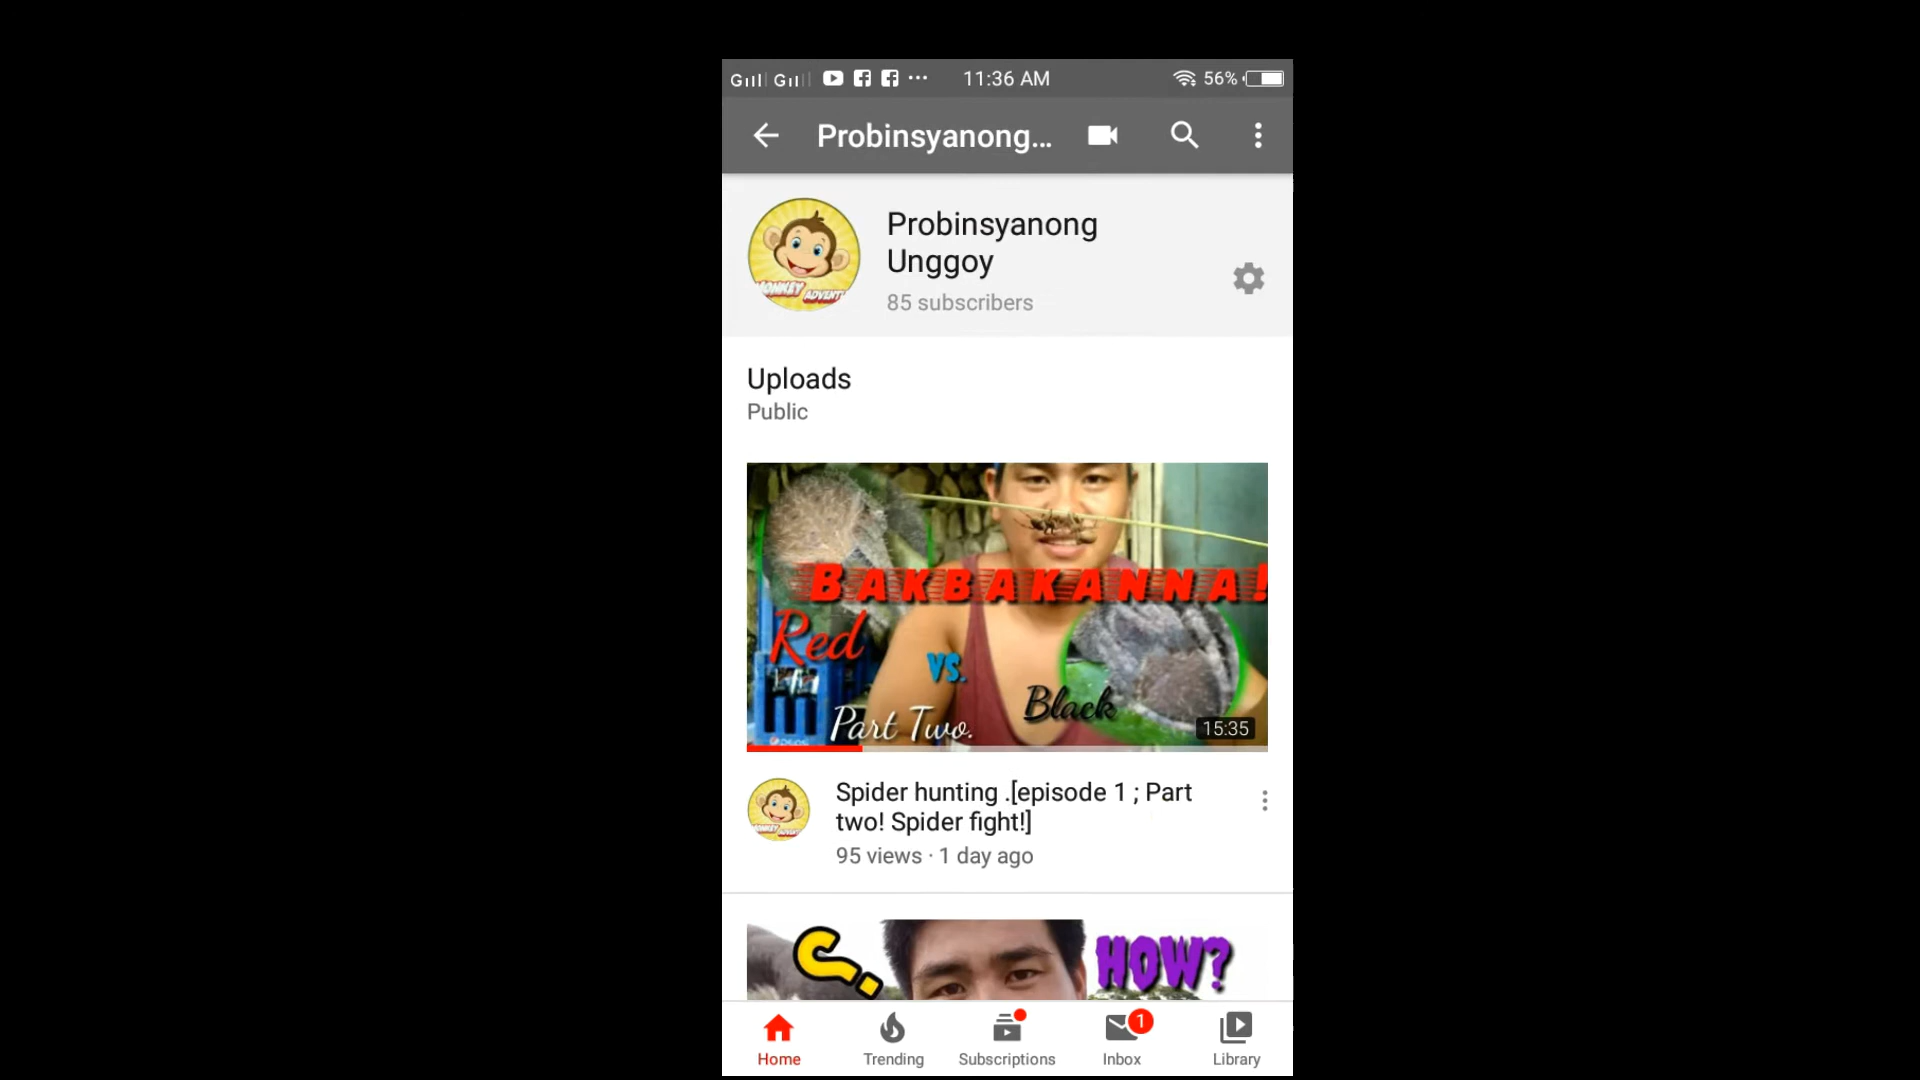 11:36 AM
56%
Probinsyanong...
Probinsyanong
Unggoy
85 subscribers
Uploads
Public
BAKBAKANNA!
Red
vs.
Black
Part Two.
15:35
Spider hunting .[episode 1 ; Part
two! Spider fight!]
95 views · 1 day ago
?
HOW?
1
Home
Trending
Subscriptions
Inbox
Library